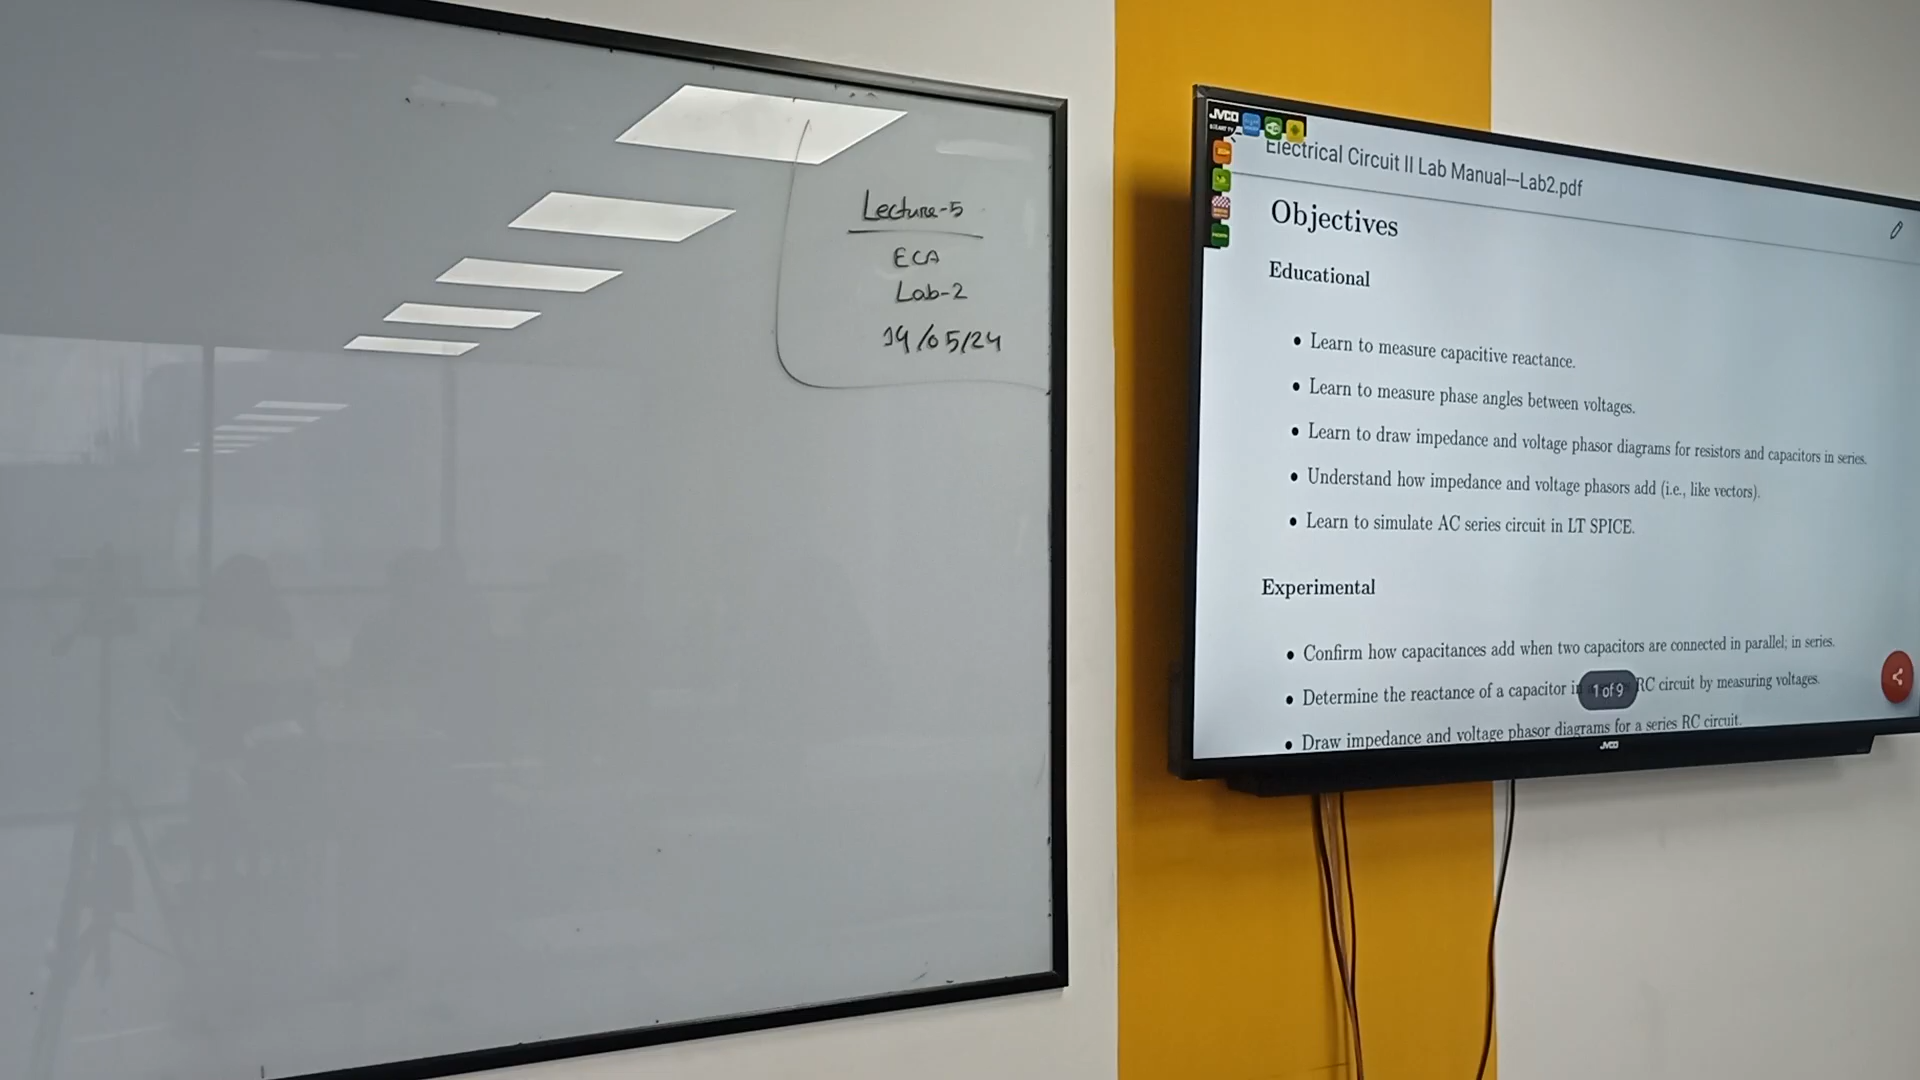 Lecture-5
ECA
Lab-2
14/05/24
JVCO
Electrical Circuit II Lab Manual—Lab2.pdf
Objectives
Educational
• Learn to measure capacitive reactance.
• Learn to measure phase angles between voltages.
• Learn to draw impedance and voltage phasor diagrams for resistors and capacitors in series.
• Understand how impedance and voltage phasors add (i.e., like vectors).
• Learn to simulate AC series circuit in LT SPICE.
Experimental
• Confirm how capacitances add when two capacitors are connected in parallel; in series.
• Determine the reactance of a capacitor in RC circuit by measuring voltages.
1 of 9
• Draw impedance and voltage phasor diagrams for a series RC circuit.
JVCO